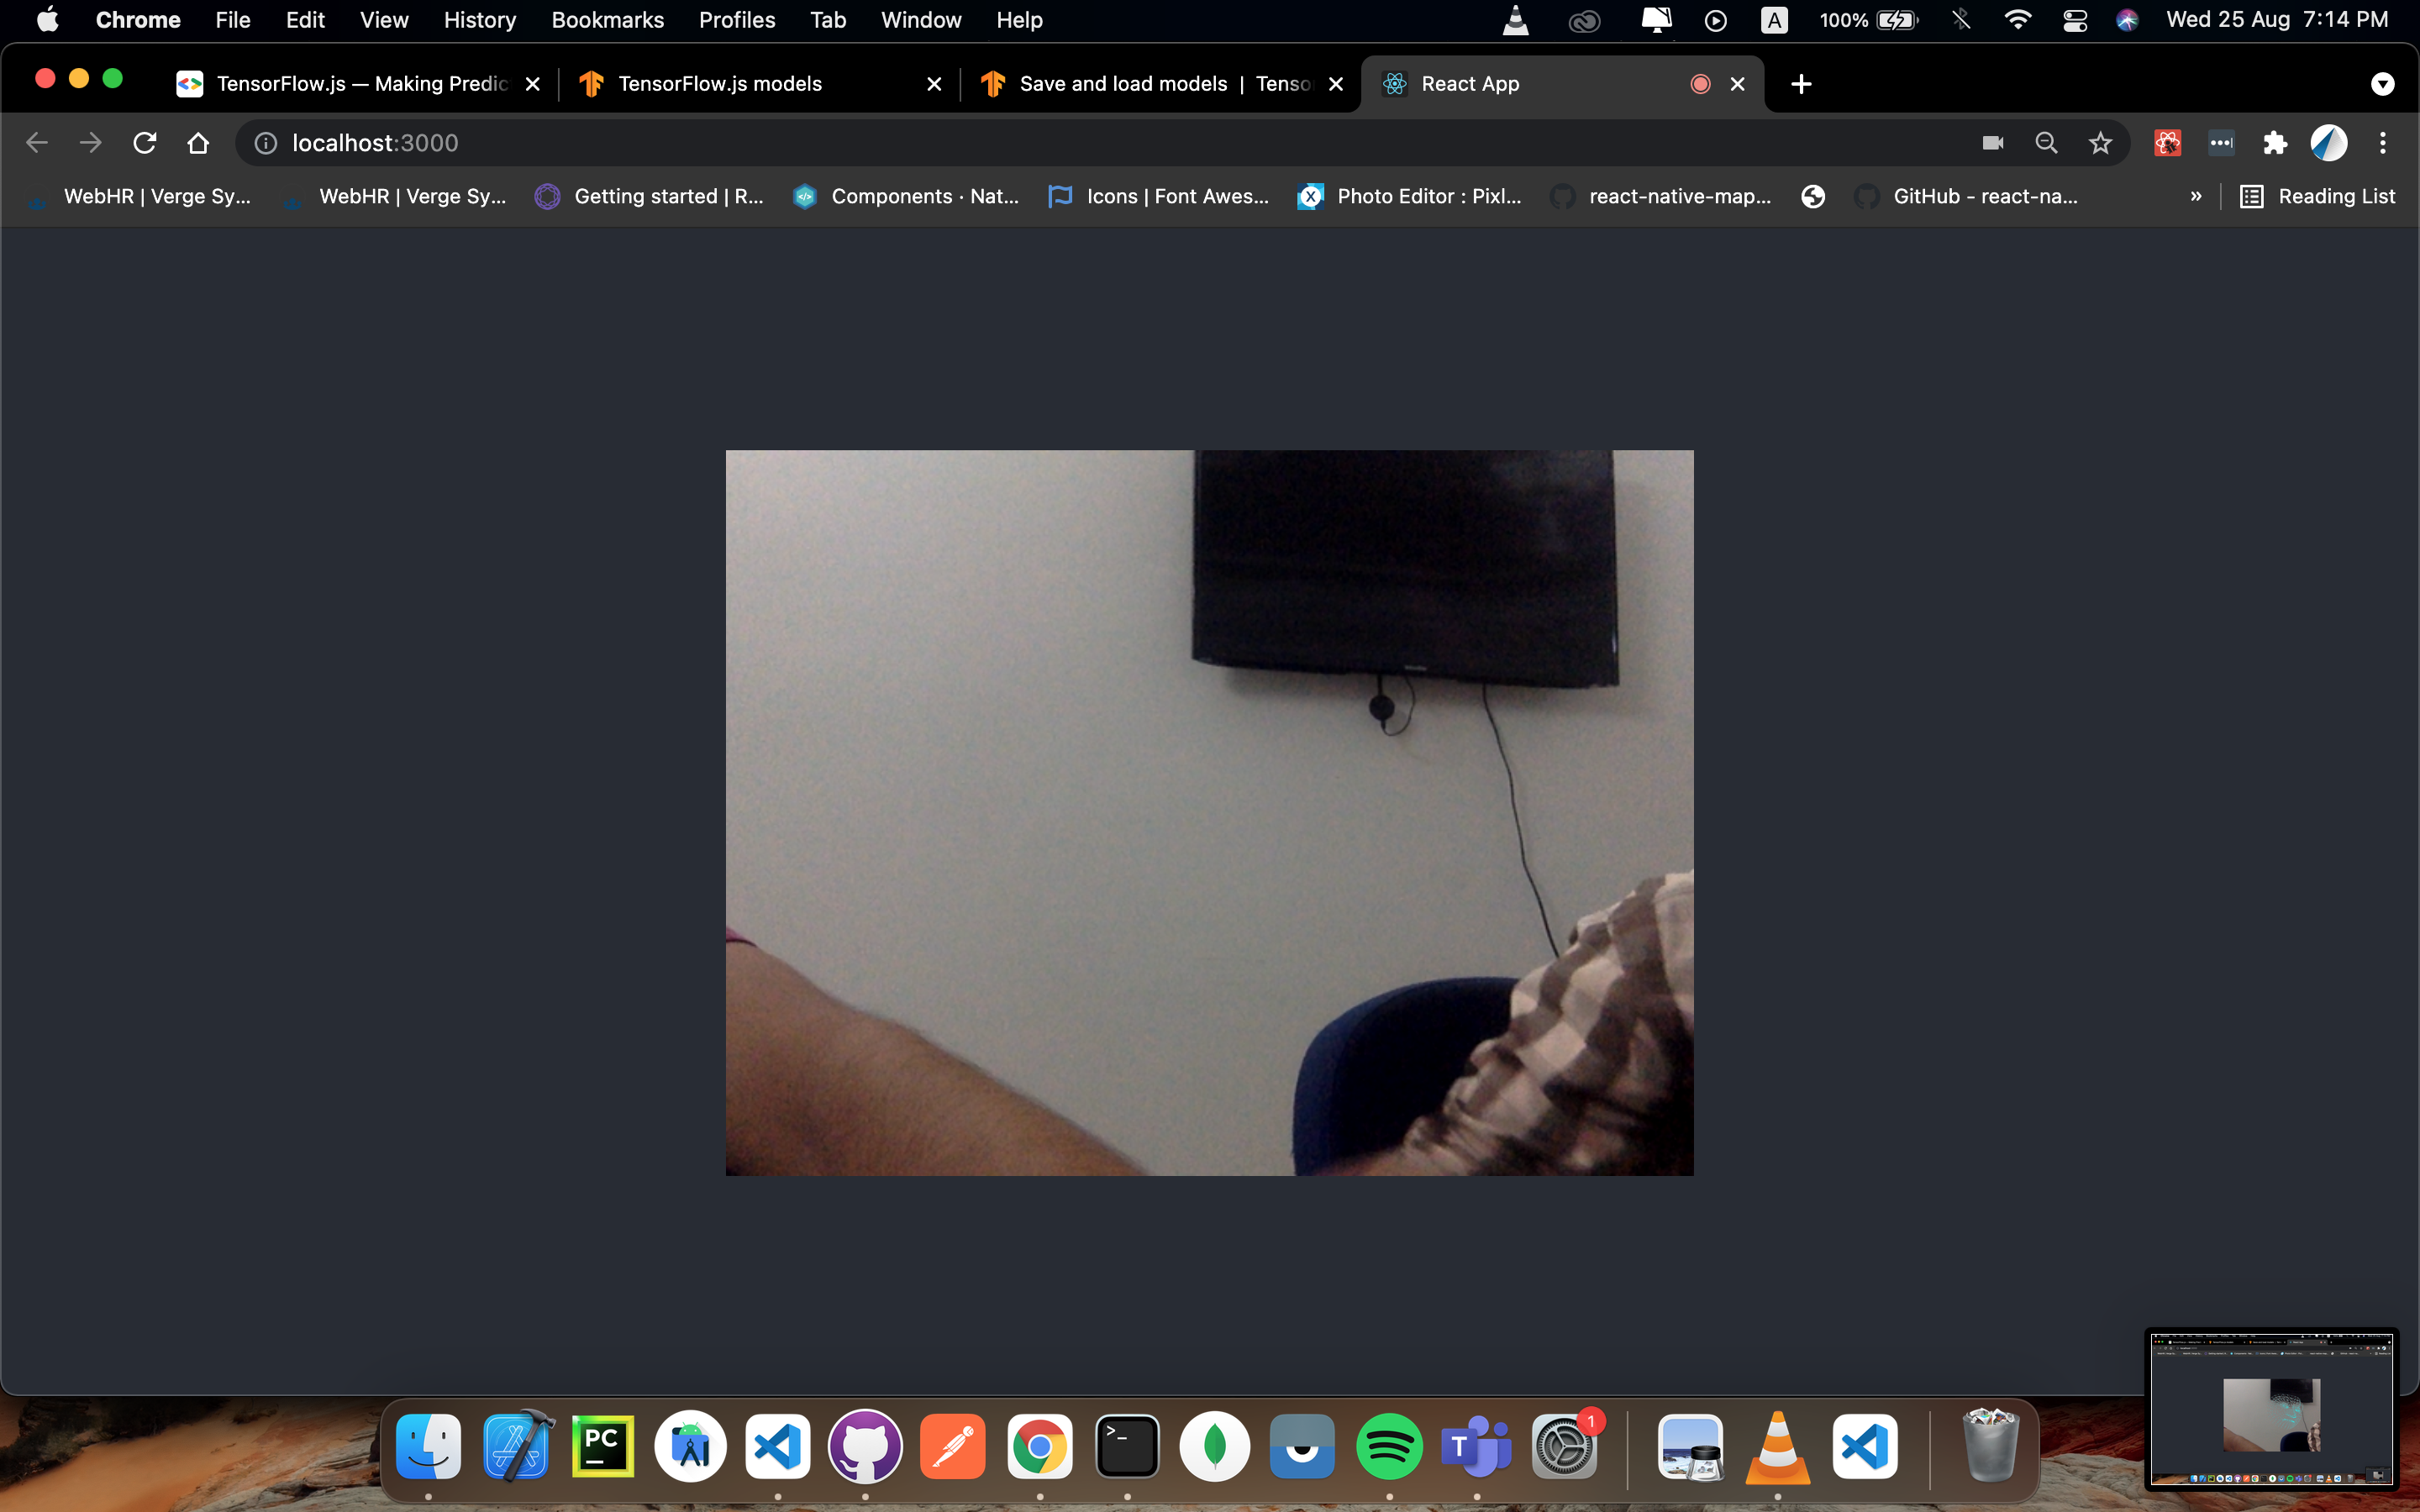 Chrome File Edit View History Bookmarks Profiles Tab Window Help A 100% Wed 25 Aug 7:14 PM
TensorFlow.js — Making Predic TensorFlow.js models Save and load models | Tenso React App
localhost:3000
WebHR | Verge Sy... WebHR | Verge Sy... Getting started | R... Components · Nat... Icons | Font Awes... Photo Editor : Pixl... react-native-map... GitHub - react-na... » Reading List
PC >_ T 1